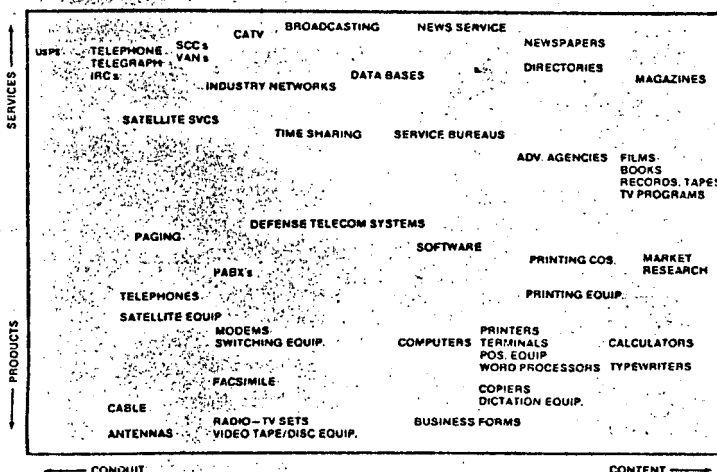 SERVICES
PRODUCTS
USPS
TELEPHONE
TELEGRAPH
IRCs
SCCs
VANs
CATV
BROADCASTING
NEWS SERVICE
NEWSPAPERS
DIRECTORIES
MAGAZINES
INDUSTRY NETWORKS
DATA BASES
SATELLITE SVCS
TIME SHARING
SERVICE BUREAUS
ADV. AGENCIES
FILMS
BOOKS
RECORDS, TAPES
TV PROGRAMS
DEFENSE TELECOM SYSTEMS
PAGING
SOFTWARE
PABX's
PRINTING COS.
MARKET
RESEARCH
TELEPHONES
PRINTING EQUIP.
SATELLITE EQUIP
MODEMS
SWITCHING EQUIP.
COMPUTERS
PRINTERS
TERMINALS
POS. EQUIP
WORD PROCESSORS
CALCULATORS
TYPEWRITERS
FACSIMILE
COPIERS
DICTATION EQUIP.
CABLE
ANTENNAS
RADIO-TV SETS
VIDEO TAPE/DISC EQUIP.
BUSINESS FORMS
CONDUIT
CONTENT